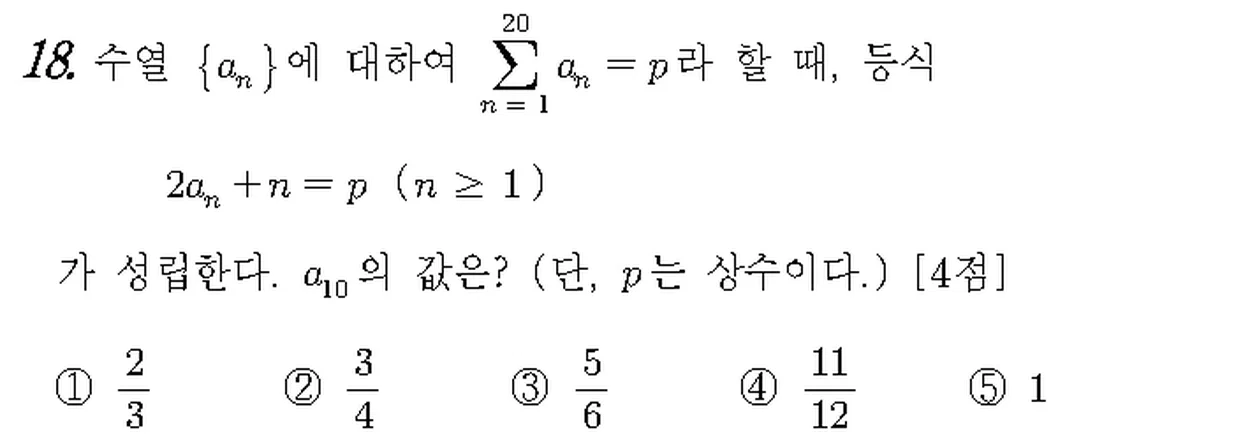 18. 수열 {aₙ}에 대하여 $\sum_{n=1}^{20} a_n = p$라 할 때, 등식
2aₙ + n = p (n ≥ 1)
가 성립한다. a₁₀의 값은? (단, p는 상수이다.) [4점]
① 2/3 ② 3/4 ③ 5/6 ④ 11/12 ⑤ 1